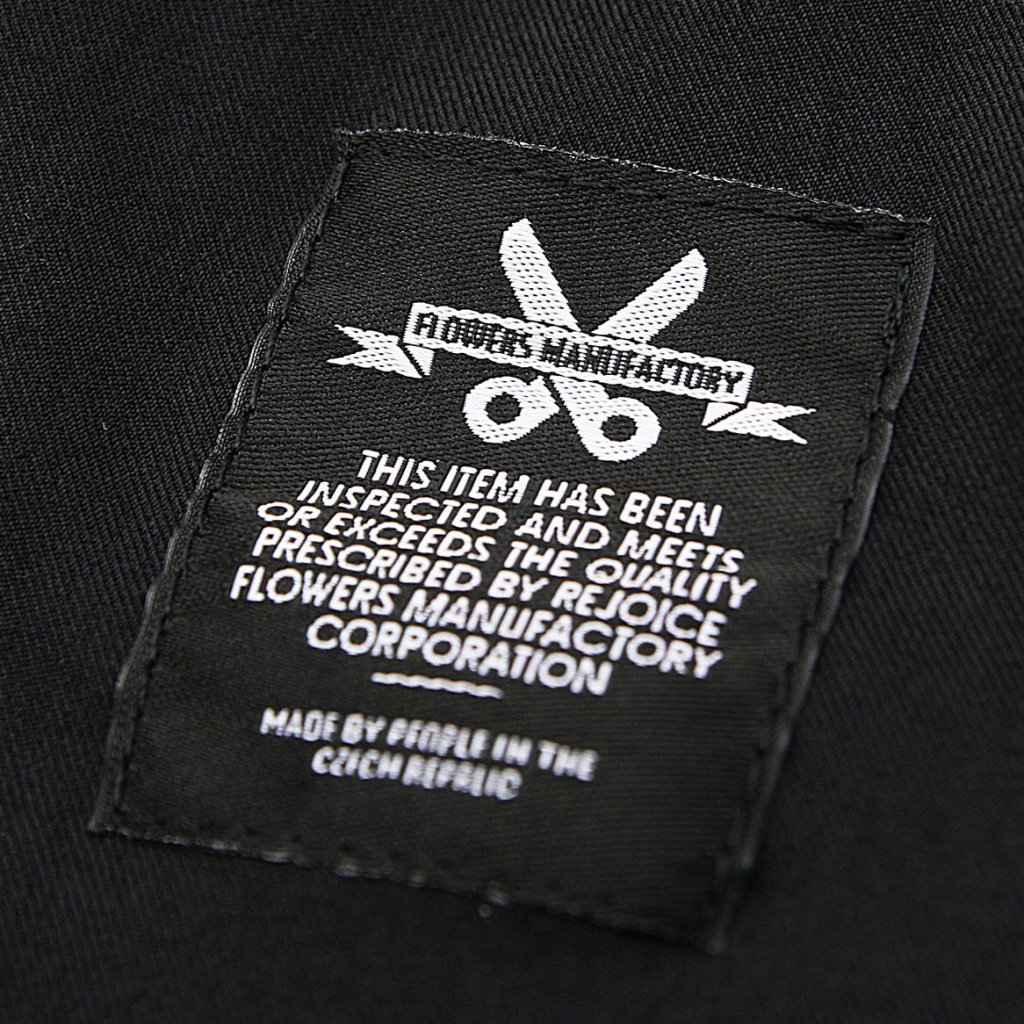 FLOWERS MANUFACTORY
THIS ITEM HAS BEEN
INSPECTED AND MEETS
OR EXCEEDS THE QUALITY
PRESCRIBED BY REJOICE
FLOWERS MANUFACTORY
CORPORATION
MADE BY PEOPLE IN THE
CZECH REPUBLIC